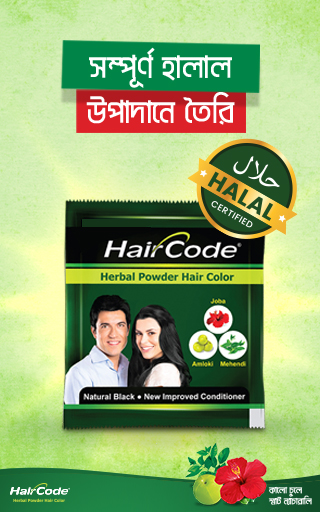 সম্পূর্ণ হালাল
উপাদানে তৈরি
حلال
HALAL
CERTIFIED
HairCode®
Herbal Powder Hair Color
Joba
Amloki
Mehendi
Natural Black ● New Improved Conditioner
HairCode®
Herbal Powder Hair Color
কালো চুলে
স্মার্ট ন্যাচারালি